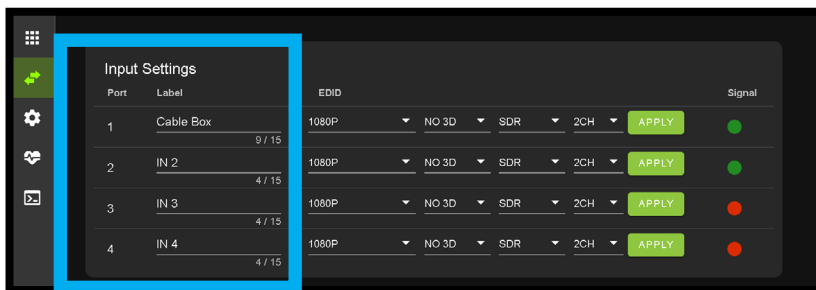 Input Settings
Port Label EDID Signal
1 Cable Box 1080P NO 3D SDR 2CH APPLY
9 / 15
2 IN 2 1080P NO 3D SDR 2CH APPLY
4 / 15
3 IN 3 1080P NO 3D SDR 2CH APPLY
4 / 15
4 IN 4 1080P NO 3D SDR 2CH APPLY
4 / 15